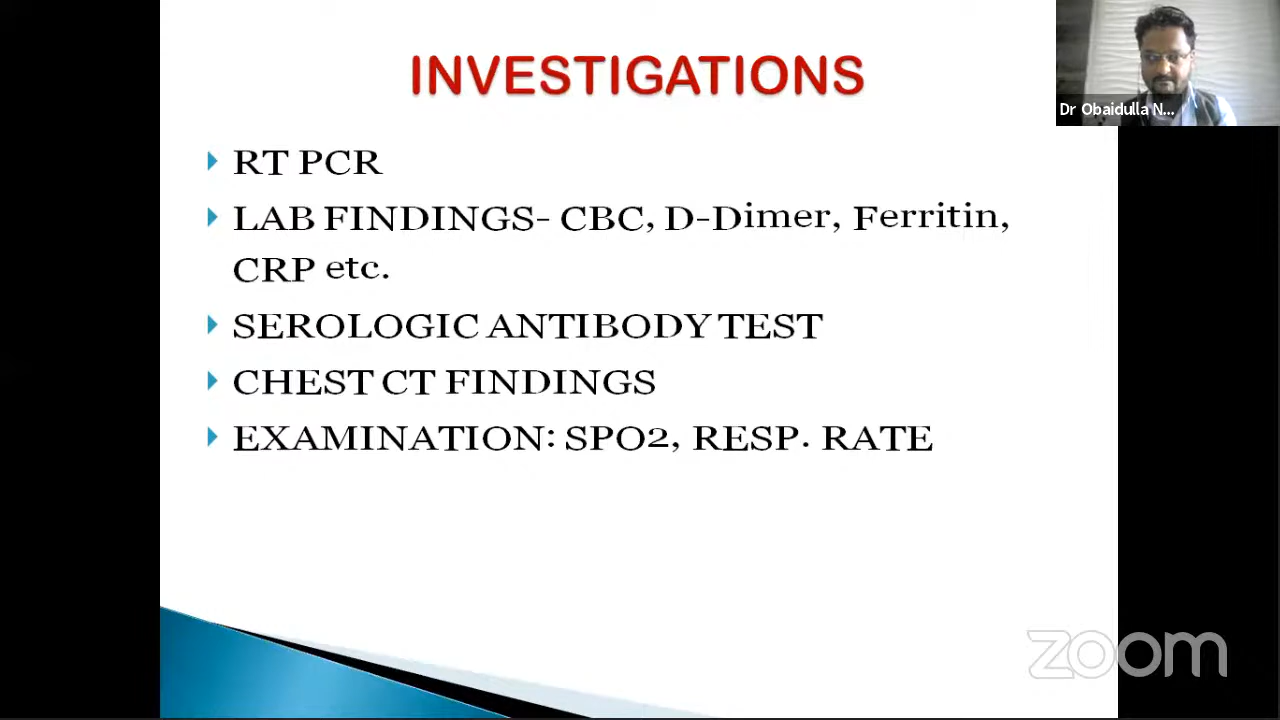 INVESTIGATIONS
Dr Obaidulla N...
RT PCR
LAB FINDINGS- CBC, D-Dimer, Ferritin,
CRP etc.
SEROLOGIC ANTIBODY TEST
CHEST CT FINDINGS
EXAMINATION: SPO2, RESP. RATE
zoom